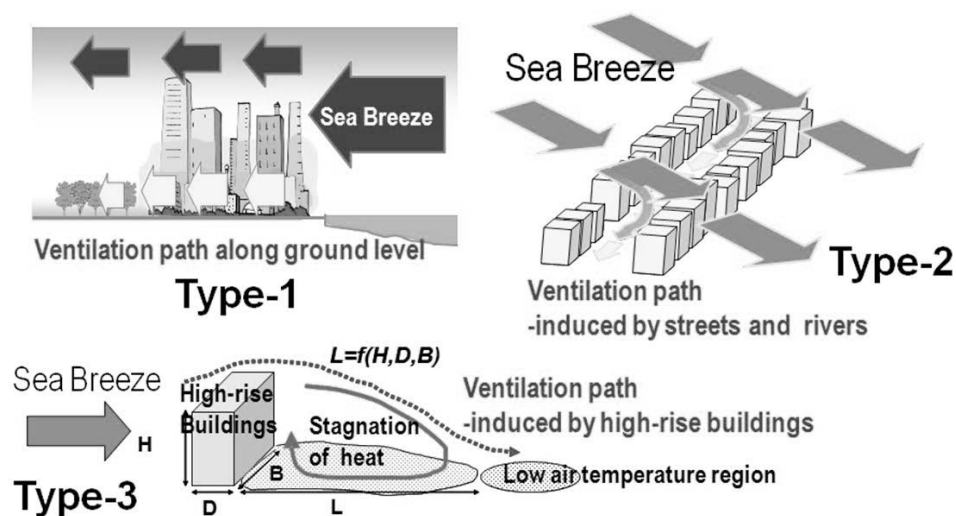 Sea Breeze
Ventilation path along ground level
Type-1
Sea Breeze
Type-2
Ventilation path
-induced by streets and rivers
L=f(H,D,B)
Sea Breeze
High-rise
Buildings
Ventilation path
-induced by high-rise buildings
H
Stagnation
of heat
B
Low air temperature region
Type-3
D
L